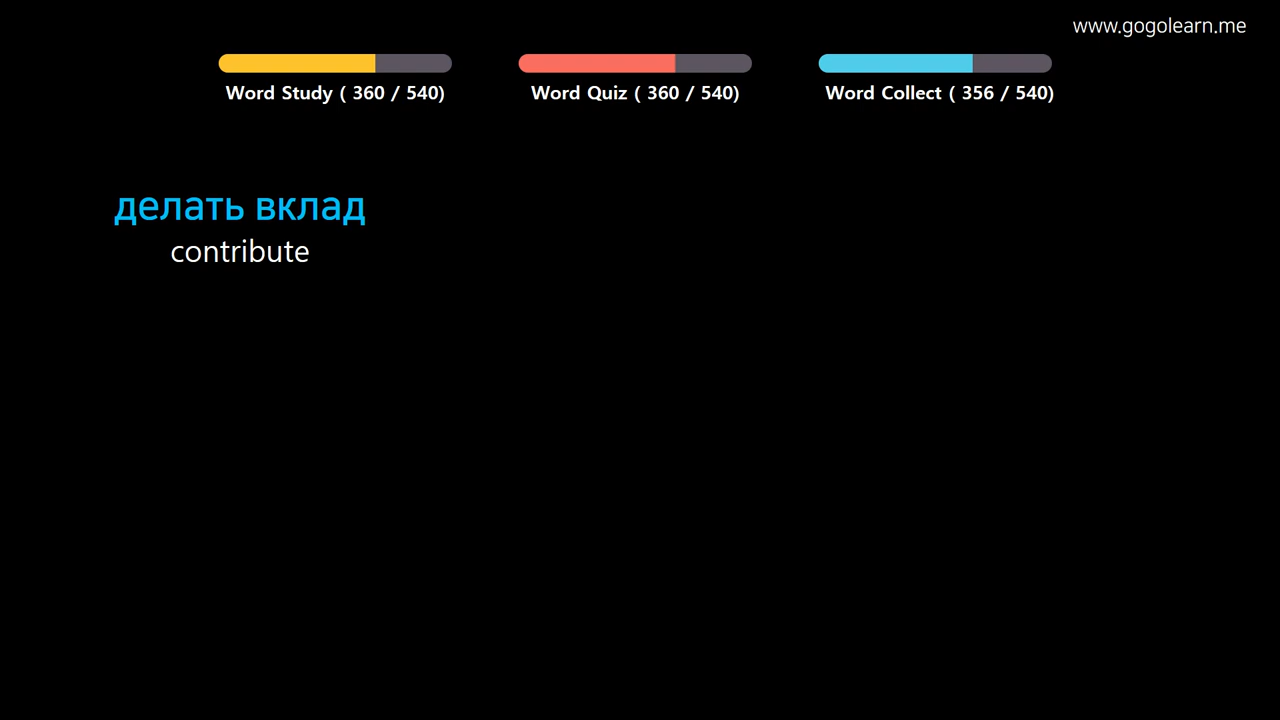 www.gogolearn.me
Word Study ( 360 / 540)
Word Quiz ( 360 / 540)
Word Collect ( 356 / 540)
делать вклад
contribute